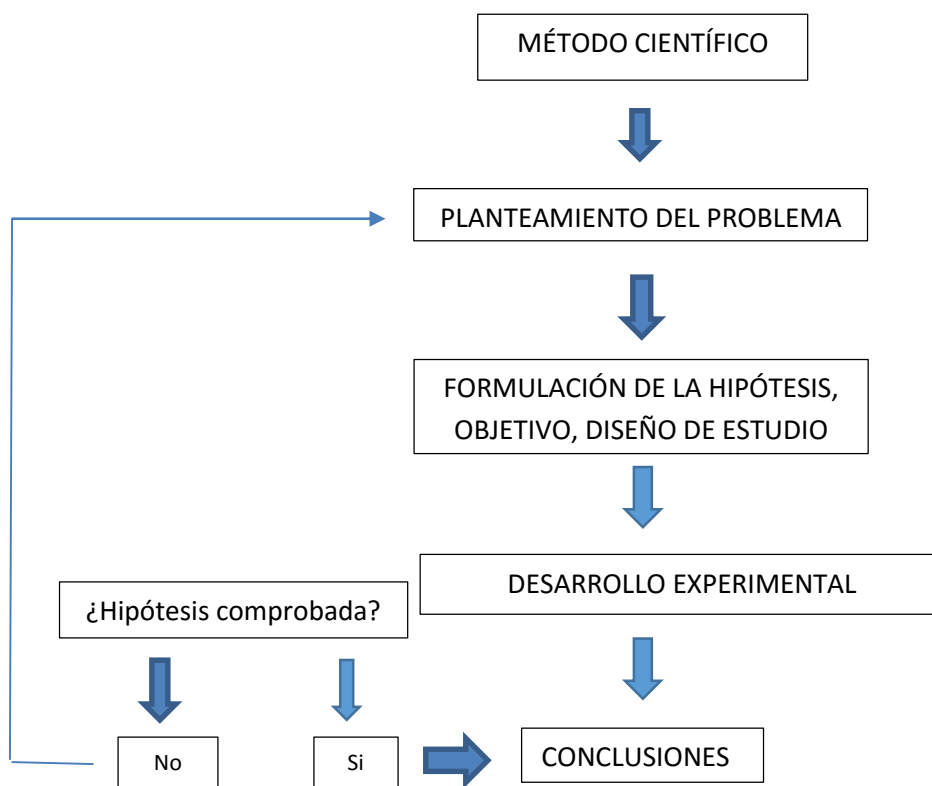 MÉTODO CIENTÍFICO
PLANTEAMIENTO DEL PROBLEMA
FORMULACIÓN DE LA HIPÓTESIS,
OBJETIVO, DISEÑO DE ESTUDIO
DESARROLLO EXPERIMENTAL
¿Hipótesis comprobada?
No
Si
CONCLUSIONES